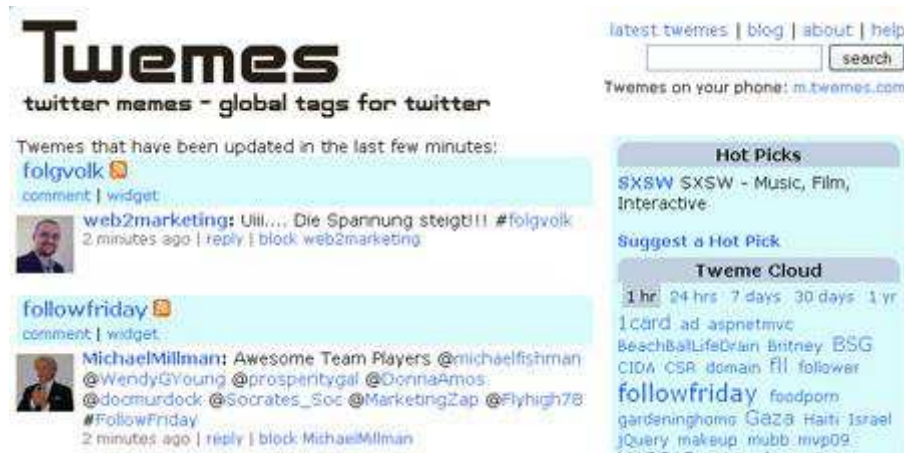 Twemes
twitter memes - global tags for twitter
latest twemes | blog | about | help
search
Twemes on your phone: m.twemes.com
Twemes that have been updated in the last few minutes:
folgvolk
comment | widget
web2marketing: Uiii.... Die Spannung steigt!!! #folgvolk
2 minutes ago | reply | block web2marketing
followfriday
comment | widget
MichaelMillman: Awesome Team Players @michaelfishman
@WendyGYoung @prosperitygal @DonnaAmos
@docmurdock @Socrates_Soc @MarketingZap @Flyhigh78
#FollowFriday
2 minutes ago | reply | block MichaelMillman
Hot Picks
SXSW SXSW - Music, Film,
Interactive
Suggest a Hot Pick
Tweme Cloud
1 hr 24 hrs 7 days 30 days 1 yr
1card ad aspnetmvc
BeachBallLifeDrain Britney BSG
CIDA CSR domain fll follower
followfriday foodporn
gardeninghomo Gaza Haiti Israel
jQuery makeup mubb mvp09